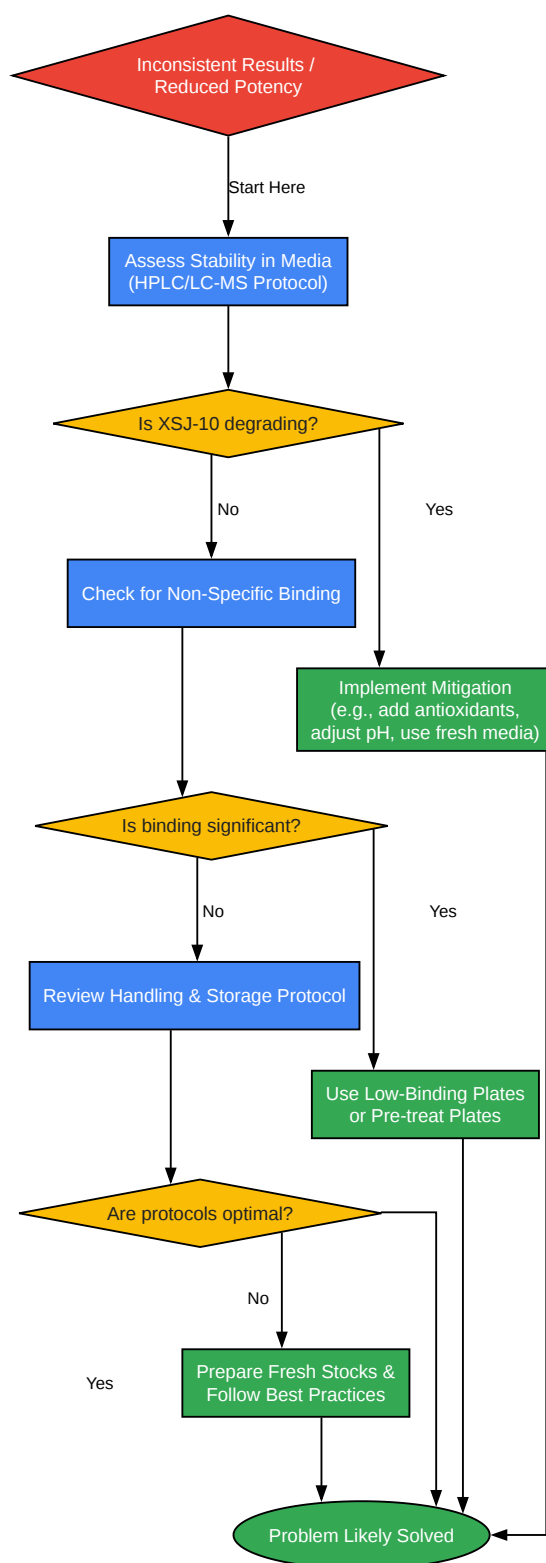 Inconsistent Results /
Reduced Potency
Start Here
Assess Stability in Media
(HPLC/LC-MS Protocol)
Is XSJ-10 degrading?
No
Yes
Check for Non-Specific Binding
Implement Mitigation
(e.g., add antioxidants,
adjust pH, use fresh media)
Is binding significant?
No
Yes
Review Handling & Storage Protocol
Use Low-Binding Plates
or Pre-treat Plates
Are protocols optimal?
No
Yes
Prepare Fresh Stocks &
Follow Best Practices
Problem Likely Solved